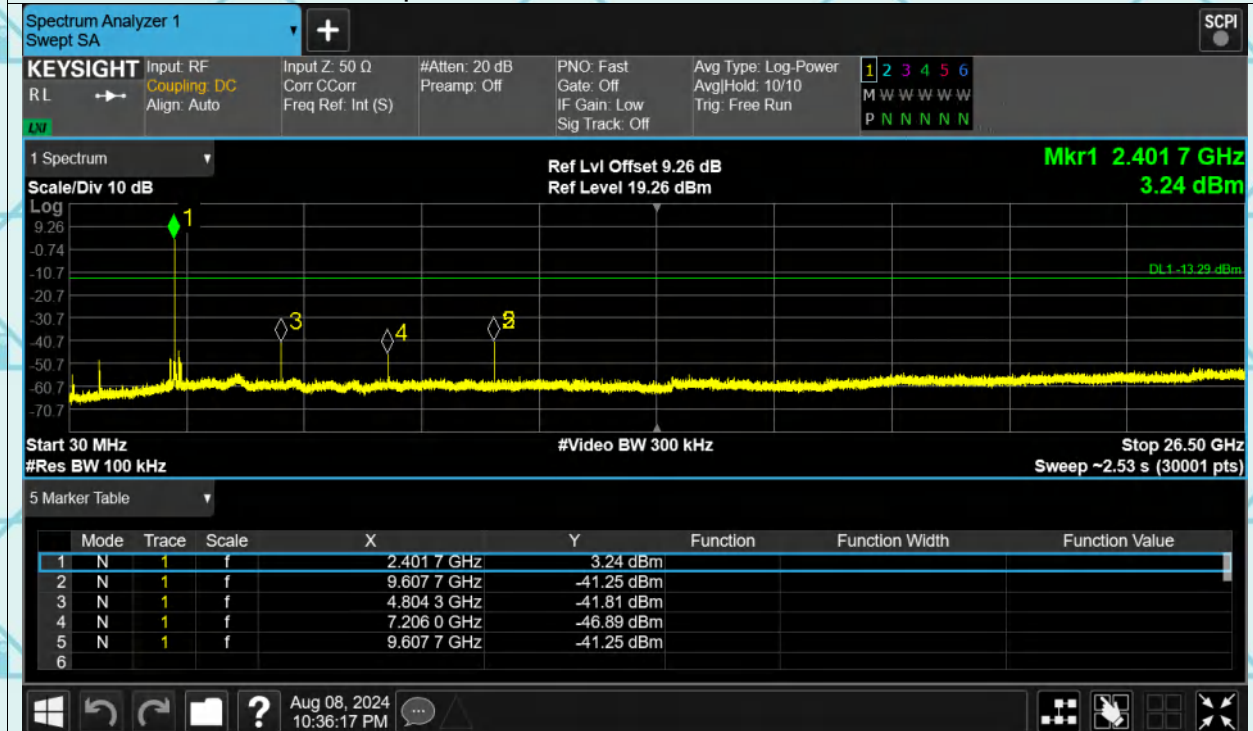 Spectrum Analyzer 1
Swept SA
+
SCPI
KEYSIGHT Input: RF Input Z: 50 Ω #Atten: 20 dB PNO: Fast Avg Type: Log-Power 1 2 3 4 5 6
RL Coupling: DC Corr CCorr Preamp: Off Gate: Off Avg|Hold: 10/10 M W W W W W
Align: Auto Freq Ref: Int (S) IF Gain: Low Trig: Free Run
LXI Sig Track: Off P N N N N N
1 Spectrum
Ref Lvl Offset 9.26 dB Mkr1 2.401 7 GHz
Scale/Div 10 dB Ref Level 19.26 dBm 3.24 dBm
Log
1
9.26
-0.74
-10.7 DL1 -13.29 dBm
-20.7
-30.7
3 4
-40.7
-50.7
-60.7
-70.7
Start 30 MHz #Video BW 300 kHz Stop 26.50 GHz
#Res BW 100 kHz Sweep ~2.53 s (30001 pts)
5 Marker Table
Mode Trace Scale X Y Function Function Width Function Value
1 N 1 f 2.401 7 GHz 3.24 dBm
2 N 1 f 9.607 7 GHz -41.25 dBm
3 N 1 f 4.804 3 GHz -41.81 dBm
4 N 1 f 7.206 0 GHz -46.89 dBm
5 N 1 f 9.607 7 GHz -41.25 dBm
6
? Aug 08, 2024
10:36:17 PM